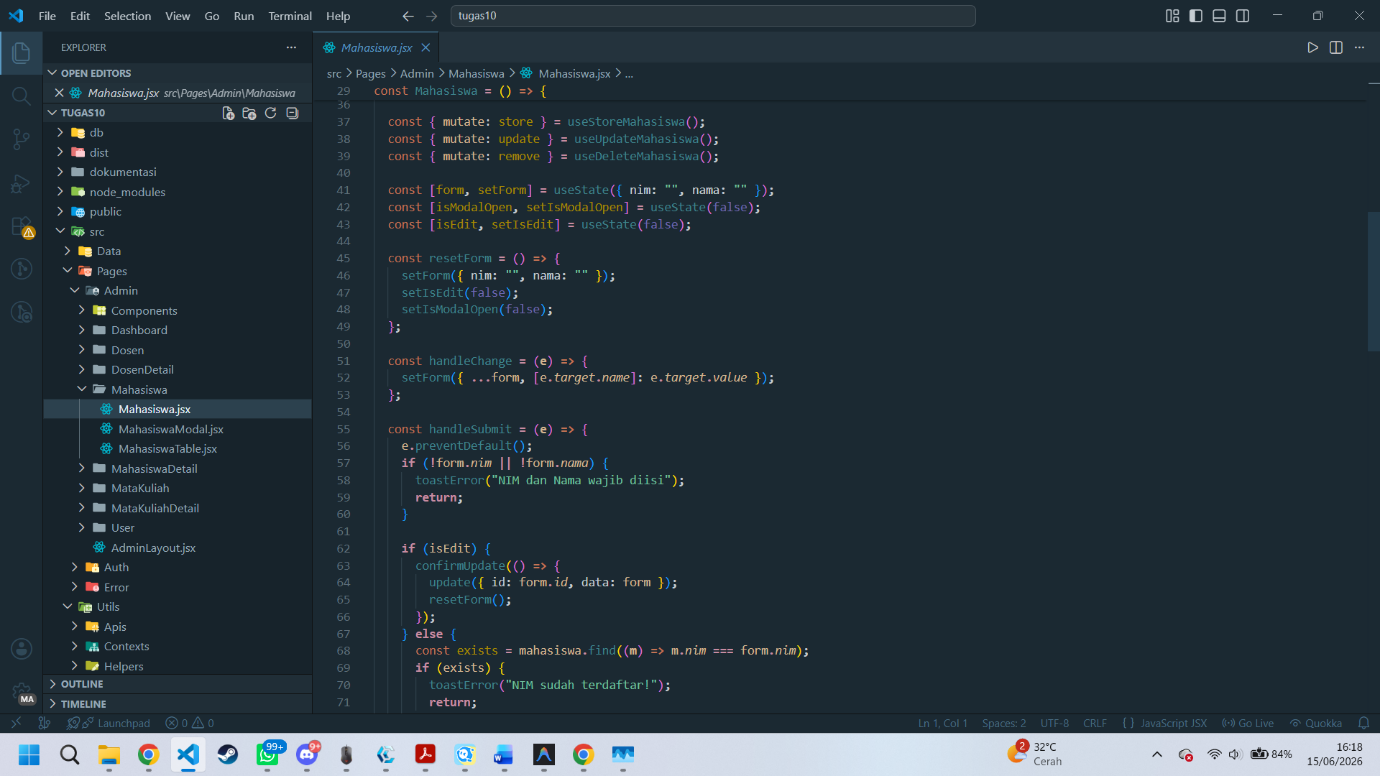 File Edit Selection View Go Run Terminal Help
tugas10
EXPLORER
OPEN EDITORS
Mahasiswa.jsx src\Pages\Admin\Mahasiswa
TUGAS10
db
dist
dokumentasi
node_modules
public
src
Data
Pages
Admin
Components
Dashboard
Dosen
DosenDetail
Mahasiswa
Mahasiswa.jsx
MahasiswaModal.jsx
MahasiswaTable.jsx
MahasiswaDetail
MataKuliah
MataKuliahDetail
User
AdminLayout.jsx
Auth
Error
Utils
Apis
Contexts
Helpers
OUTLINE
TIMELINE
MA
Mahasiswa.jsx
src > Pages > Admin > Mahasiswa > Mahasiswa.jsx > ...
29 const Mahasiswa = () => {
36
37 const { mutate: store } = useStoreMahasiswa();
38 const { mutate: update } = useUpdateMahasiswa();
39 const { mutate: remove } = useDeleteMahasiswa();
40
41 const [form, setForm] = useState({ nim: "", nama: "" });
42 const [isModalOpen, setIsModalOpen] = useState(false);
43 const [isEdit, setIsEdit] = useState(false);
44
45 const resetForm = () => {
46 setForm({ nim: "", nama: "" });
47 setIsEdit(false);
48 setIsModalOpen(false);
49 };
50
51 const handleChange = (e) => {
52 setForm({ ...form, [e.target.name]: e.target.value });
53 };
54
55 const handleSubmit = (e) => {
56 e.preventDefault();
57 if (!form.nim || !form.nama) {
58 toastError("NIM dan Nama wajib diisi");
59 return;
60 }
61
62 if (isEdit) {
63 confirmUpdate(() => {
64 update({ id: form.id, data: form });
65 resetForm();
66 });
67 } else {
68 const exists = mahasiswa.find((m) => m.nim === form.nim);
69 if (exists) {
70 toastError("NIM sudah terdaftar!");
71 return;
Launchpad 0 0
Ln 1, Col 1 Spaces: 2 UTF-8 CRLF { } JavaScript JSX Go Live Quokka
99+
9+
2
32°C
Cerah
84%
16:18
15/06/2026